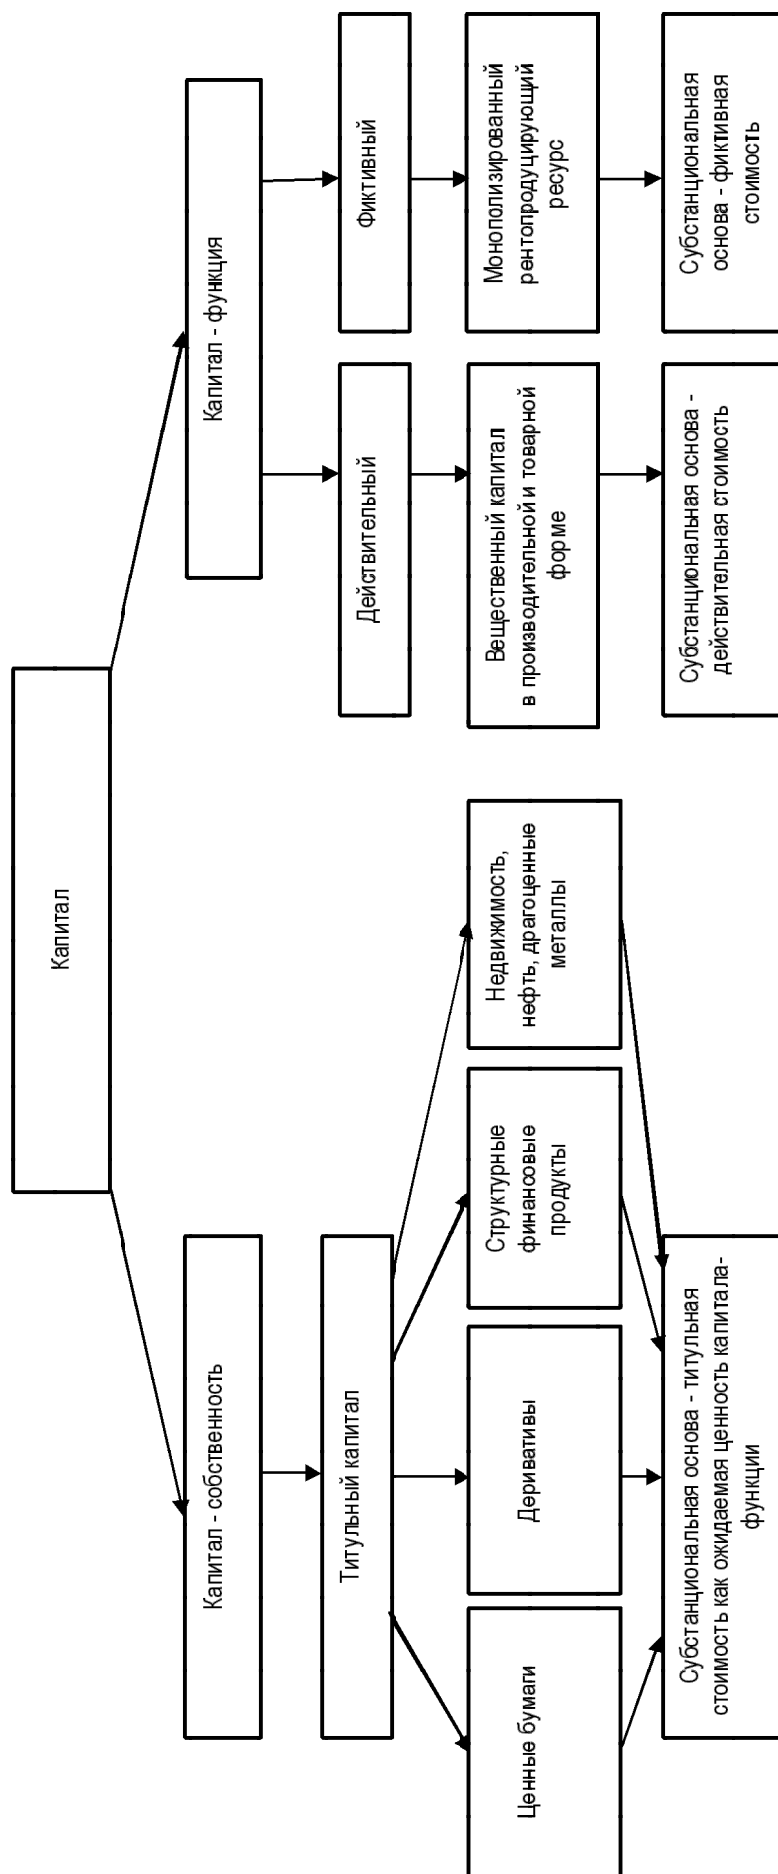 Капитал
Капитал - собственность
Капитал - функция
Титульный капитал
Действительный
Фиктивный
Ценные бумаги
Деривативы
Структурные
финансовые
продукты
Недвижимость,
нефть, драгоценные
металлы
Вещественный капитал
в производительной и товарной
форме
Монополизированный
рентопродуцирующий
ресурс
Субстанциональная основа - титульная
стоимость как ожидаемая ценность капитала-
функции
Субстанциональная основа -
действительная стоимость
Субстанциональная
основа - фиктивная
стоимость